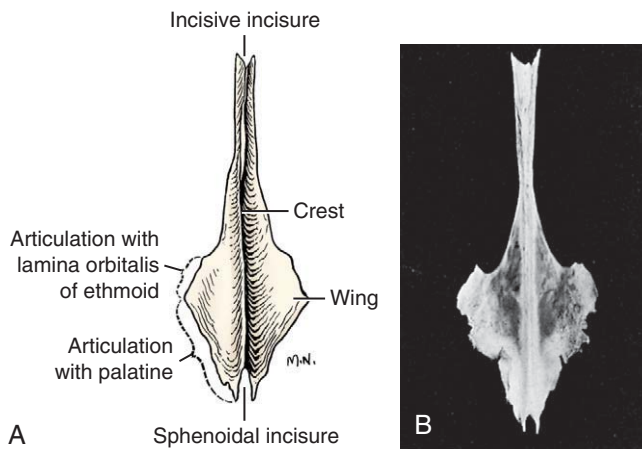 Incisive incisure
Crest
Articulation with
lamina orbitalis
of ethmoid
Wing
Articulation
with palatine
M.N.
Sphenoidal incisure
A
B